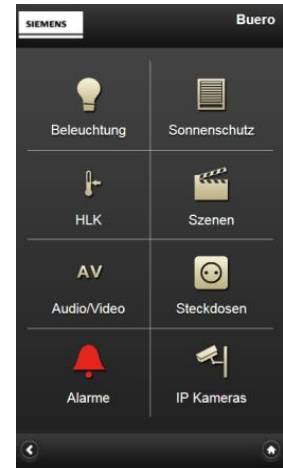 SIEMENS
Buero
Beleuchtung
Sonnenschutz
HLK
Szenen
AV
Audio/Video
Steckdosen
Alarme
IP Kameras